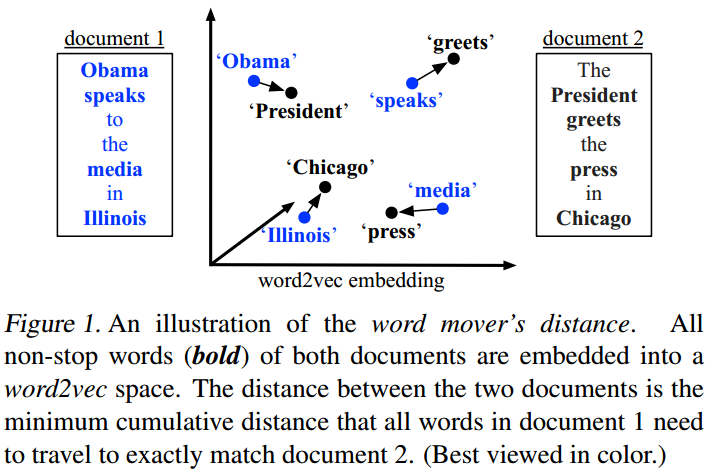 document 1
Obama
speaks
to
the
media
in
Illinois
‘Obama’
‘President’
‘greets’
‘speaks’
‘Chicago’
‘Illinois’
‘media’
‘press’
word2vec embedding
document 2
The
President
greets
the
press
in
Chicago
Figure 1. An illustration of the word mover’s distance. All
non-stop words (bold) of both documents are embedded into a
word2vec space. The distance between the two documents is the
minimum cumulative distance that all words in document 1 need
to travel to exactly match document 2. (Best viewed in color.)